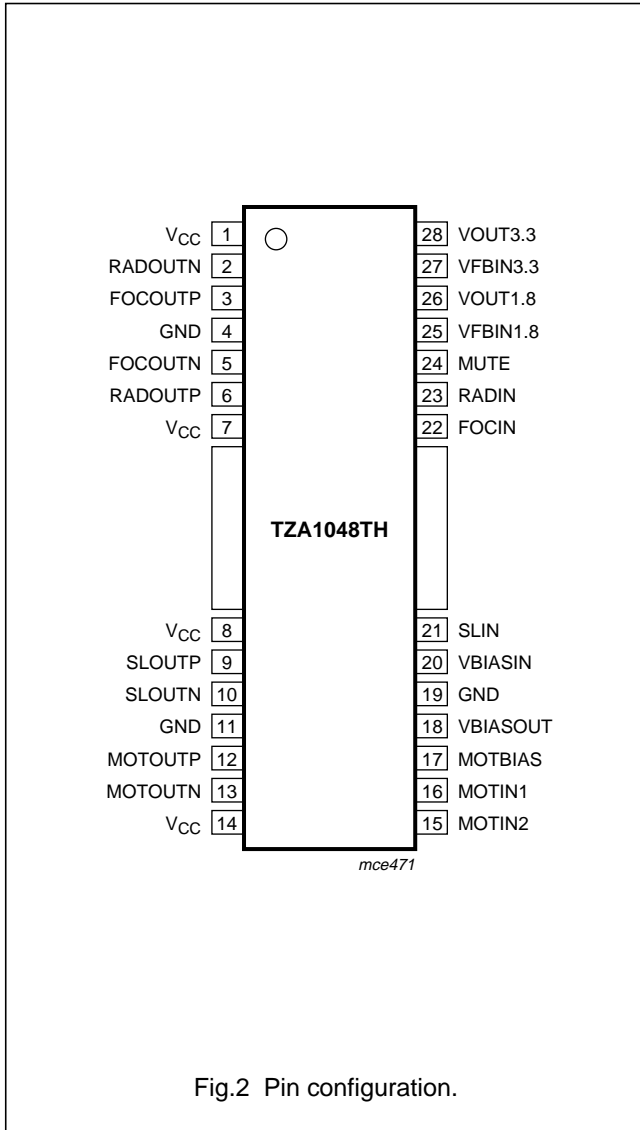 V_CC 1 28 VOUT3.3
RADOUTN 2 27 VFBIN3.3
FOCOUTP 3 26 VOUT1.8
GND 4 25 VFBIN1.8
FOCOUTN 5 24 MUTE
RADOUTP 6 23 RADIN
V_CC 7 22 FOCIN
TZA1048TH
V_CC 8 21 SLIN
SLOUTP 9 20 VBIASIN
SLOUTN 10 19 GND
GND 11 18 VBIASOUT
MOTOUTP 12 17 MOTBIAS
MOTOUTN 13 16 MOTIN1
V_CC 14 15 MOTIN2
mce471
Fig.2 Pin configuration.